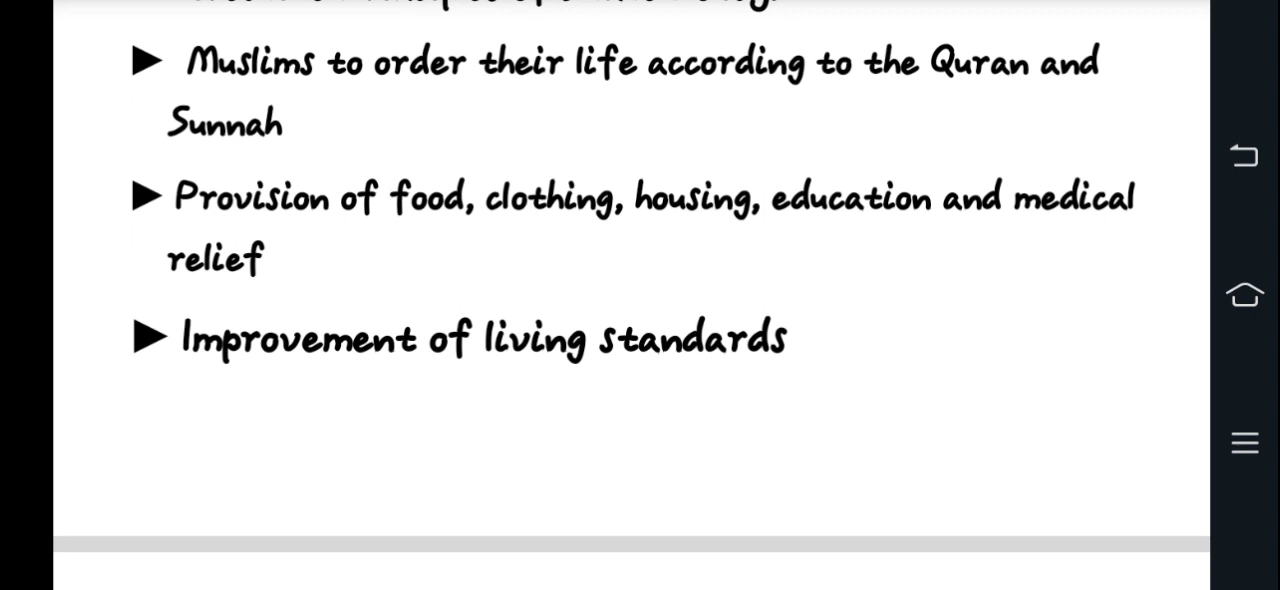 ▶ Muslims to order their life according to the Quran and
Sunnah
▶ Provision of food, clothing, housing, education and medical
relief
▶ Improvement of living standards